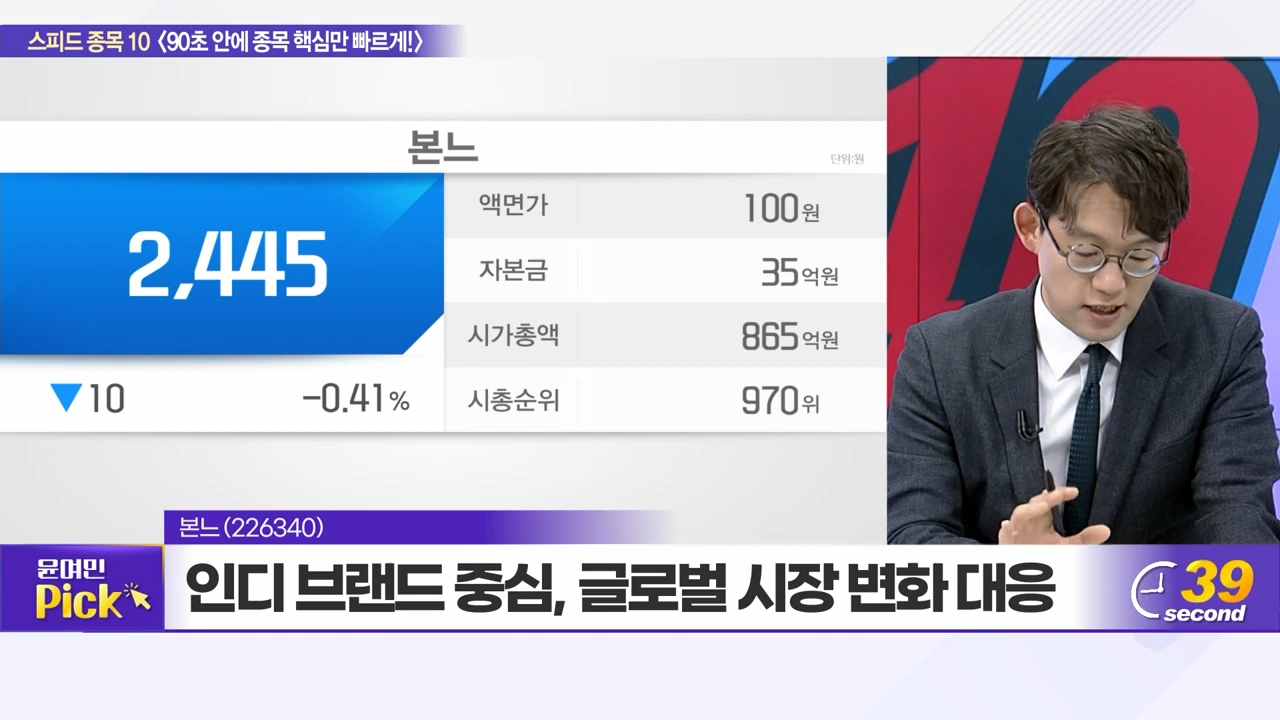 스피드 종목 10 <90초 안에 종목 핵심만 빠르게!>
본느
단위:원
2,445
▼10 -0.41%
액면가 100원
자본금 35억원
시가총액 865억원
시총순위 970위
10
본느(226340)
윤여민
Pick
인디 브랜드 중심, 글로벌 시장 변화 대응
39
second